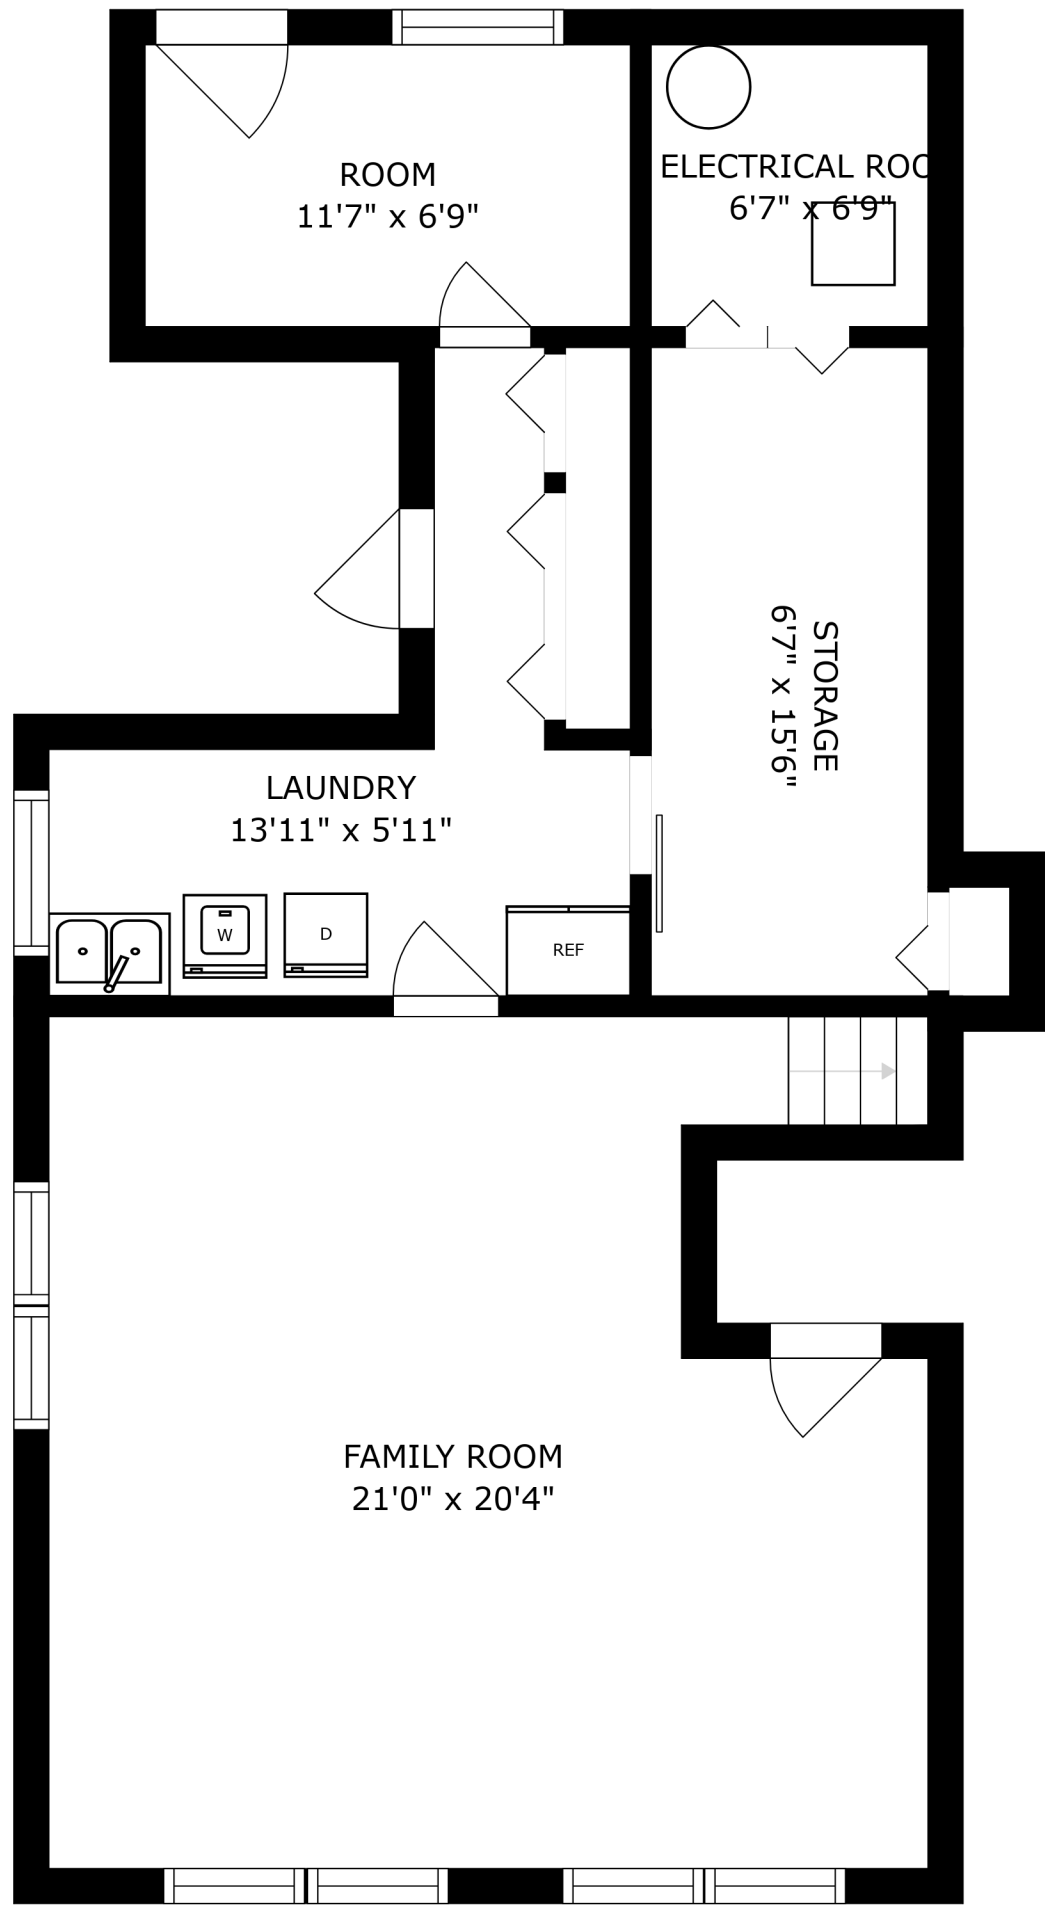 ROOM
11'7" x 6'9"
ELECTRICAL ROO
6'7" x 6'9"
STORAGE
6'7" x 15'6"
LAUNDRY
13'11" x 5'11"
W
D
REF
FAMILY ROOM
21'0" x 20'4"